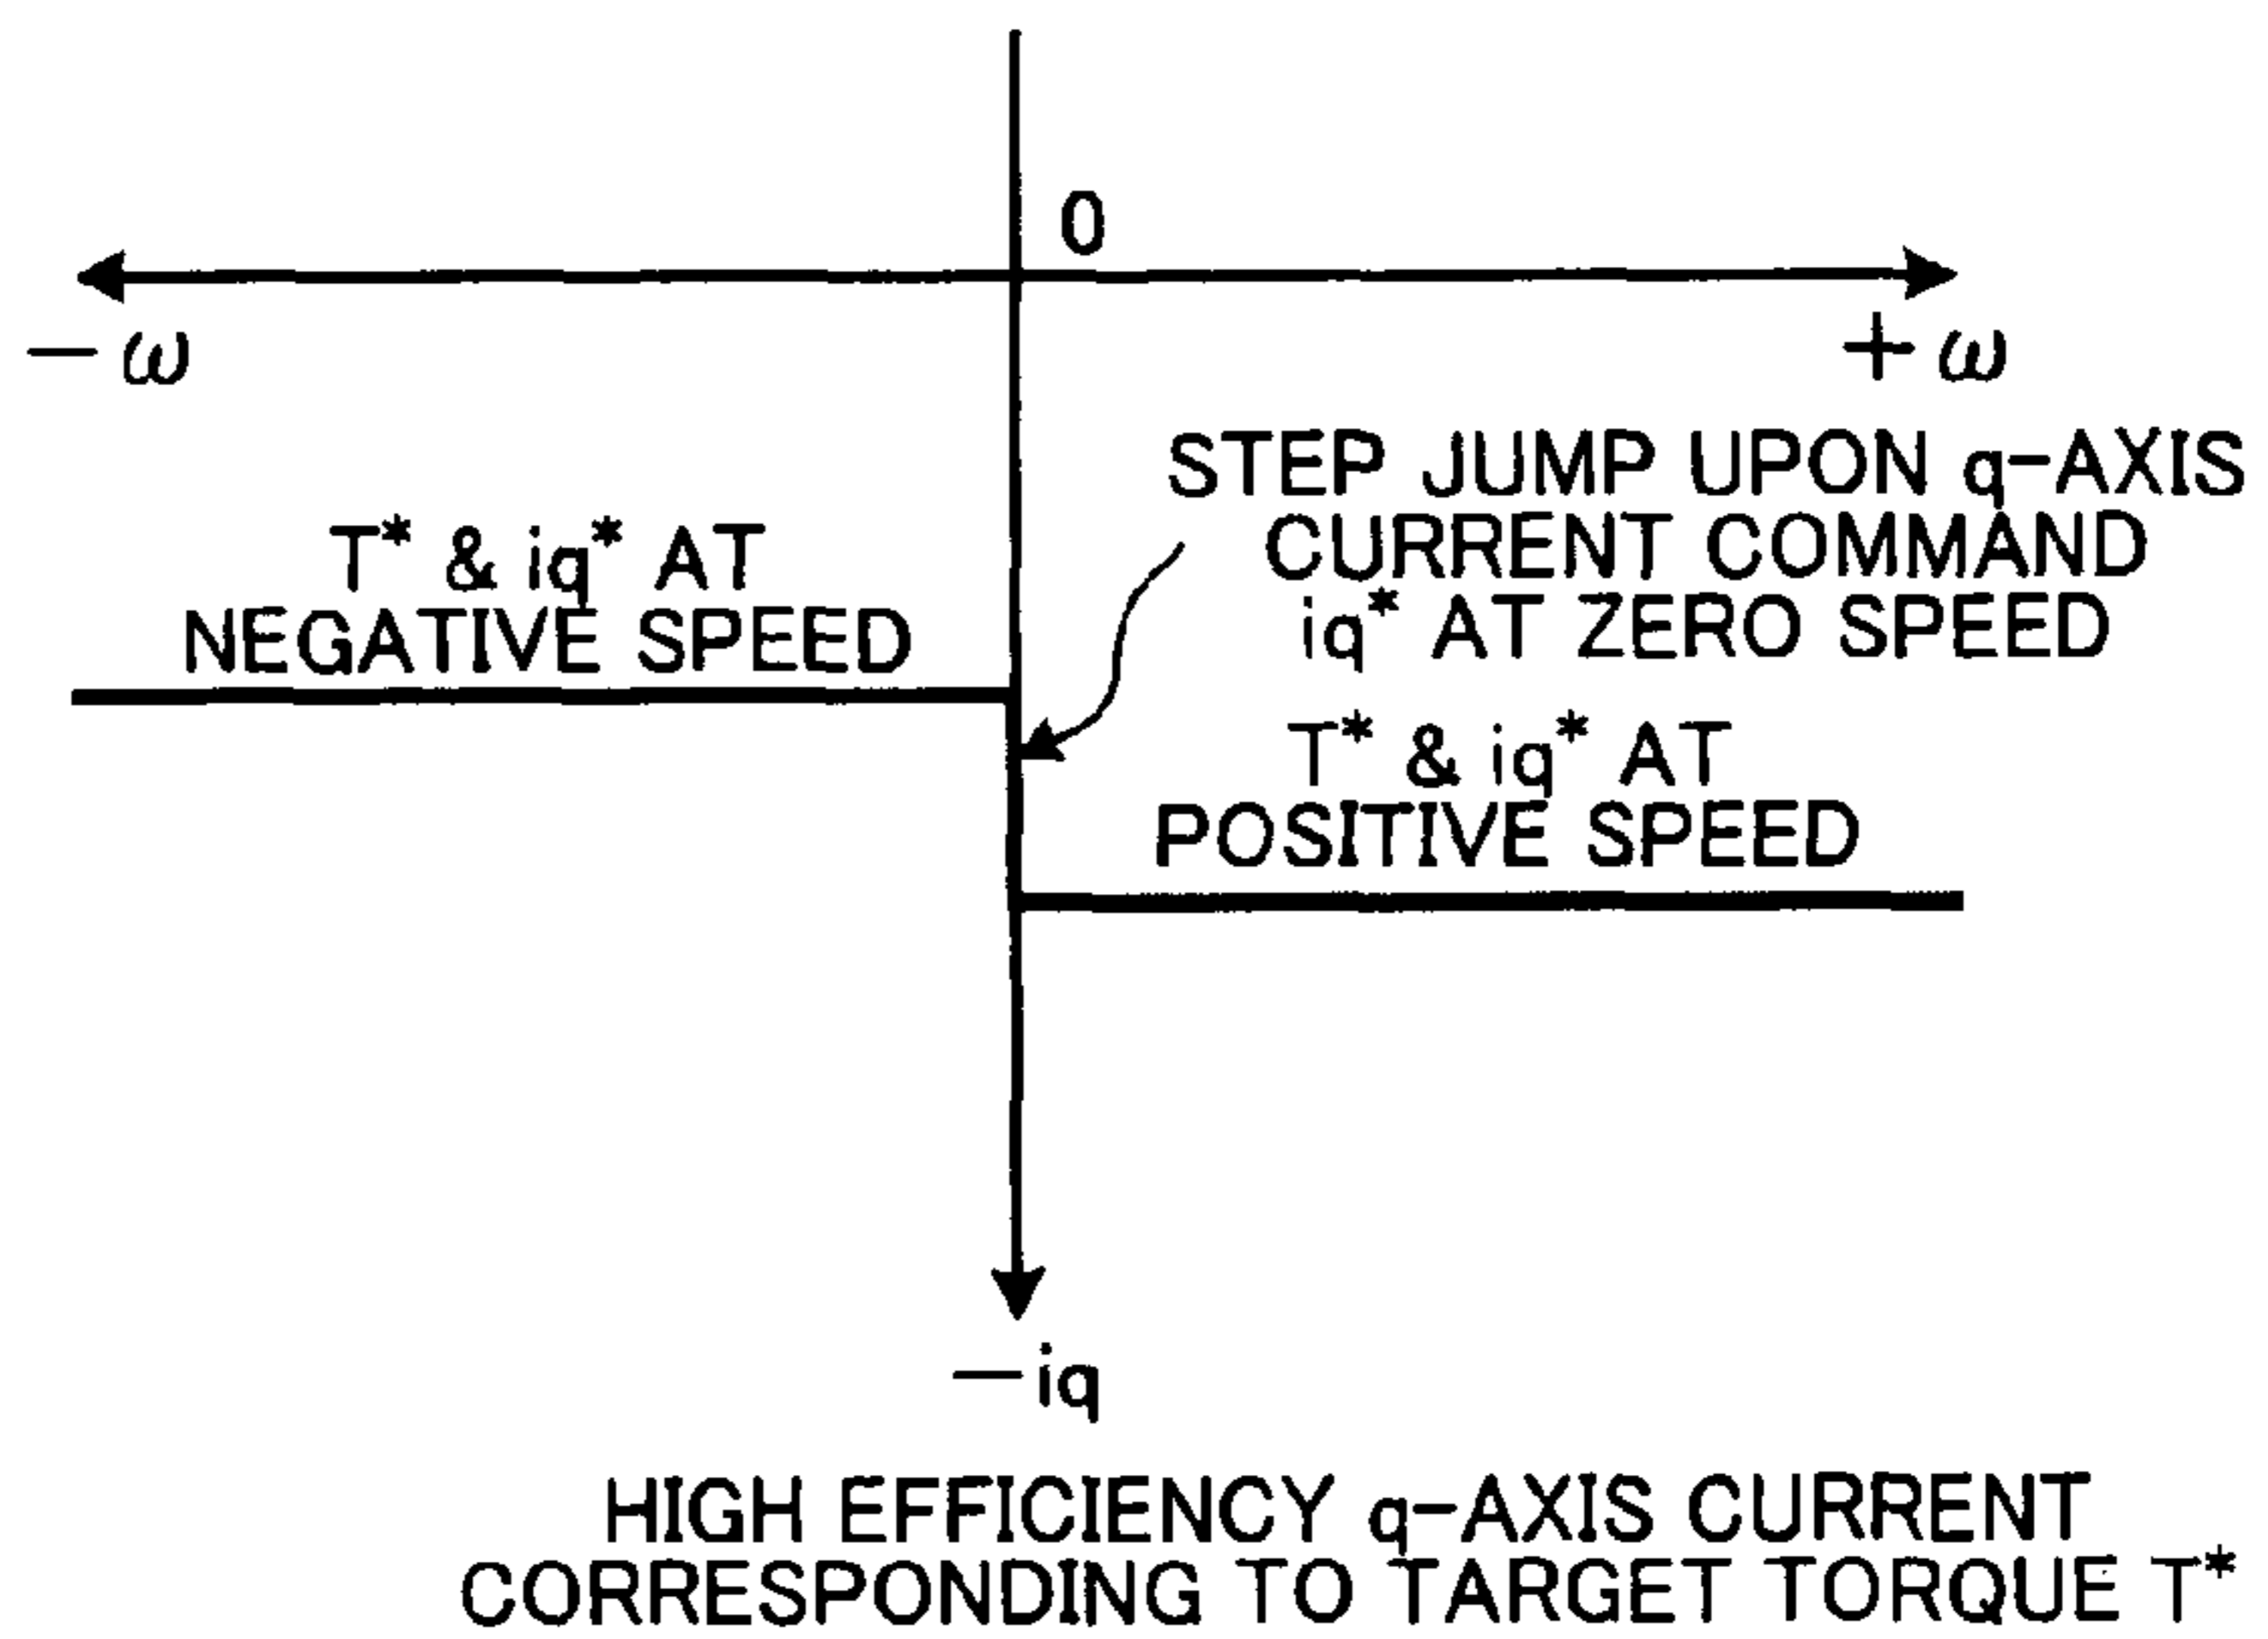 0
−ω
+ω
STEP JUMP UPON q-AXIS
CURRENT COMMAND
iq* AT ZERO SPEED
T* & iq* AT
NEGATIVE SPEED
T* & iq* AT
POSITIVE SPEED
−iq
HIGH EFFICIENCY q-AXIS CURRENT
CORRESPONDING TO TARGET TORQUE T*